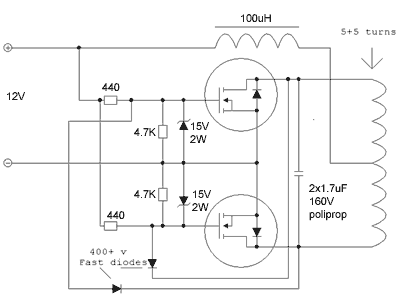 100uH
5+5 turns
12V
440
4.7K
15V
2W
4.7K
15V
2W
440
2x1.7uF
160V
poliprop
400+ v
Fast diodes